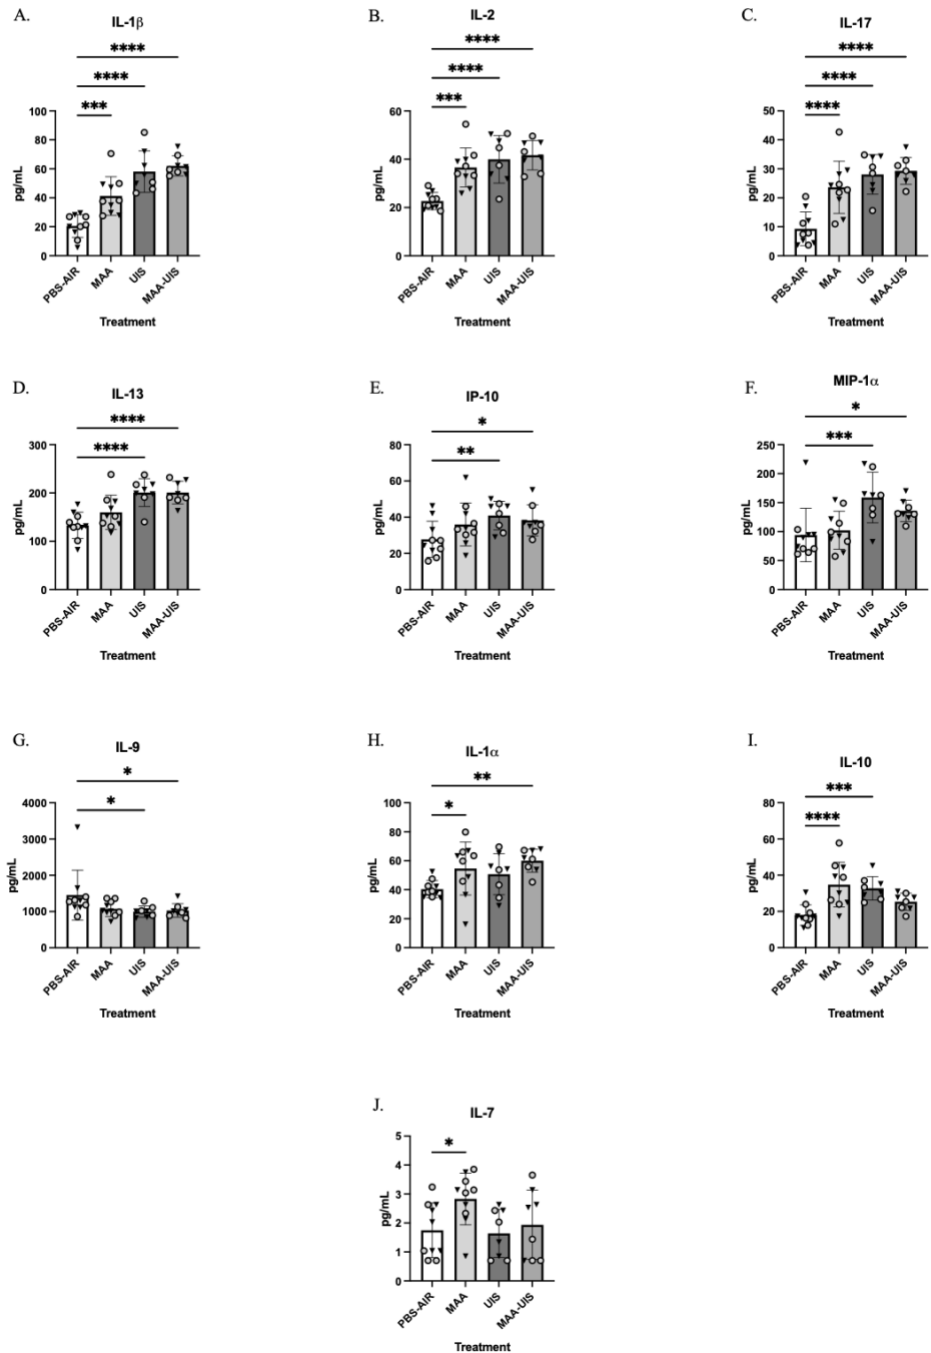 A.
IL-1β
****
****
***
100
80
60
40
20
0
pg/mL
PBS-AIR
MAA
UIS
MAA-UIS
Treatment
B.
IL-2
****
****
***
60
40
20
0
pg/mL
PBS-AIR
MAA
UIS
MAA-UIS
Treatment
C.
IL-17
****
****
****
50
40
30
20
10
0
pg/mL
PBS-AIR
MAA
UIS
MAA-UIS
Treatment
D.
IL-13
****
****
300
200
100
0
pg/mL
PBS-AIR
MAA
UIS
MAA-UIS
Treatment
E.
IP-10
*
**
80
60
40
20
0
pg/mL
PBS-AIR
MAA
UIS
MAA-UIS
Treatment
F.
MIP-1α
*
***
250
200
150
100
50
0
pg/mL
PBS-AIR
MAA
UIS
MAA-UIS
Treatment
G.
IL-9
*
*
4000
3000
2000
1000
0
pg/mL
PBS-AIR
MAA
UIS
MAA-UIS
Treatment
H.
IL-1α
**
*
100
80
60
40
20
0
pg/mL
PBS-AIR
MAA
UIS
MAA-UIS
Treatment
I.
IL-10
***
****
80
60
40
20
0
pg/mL
PBS-AIR
MAA
UIS
MAA-UIS
Treatment
J.
IL-7
*
5
4
3
2
1
0
pg/mL
PBS-AIR
MAA
UIS
MAA-UIS
Treatment